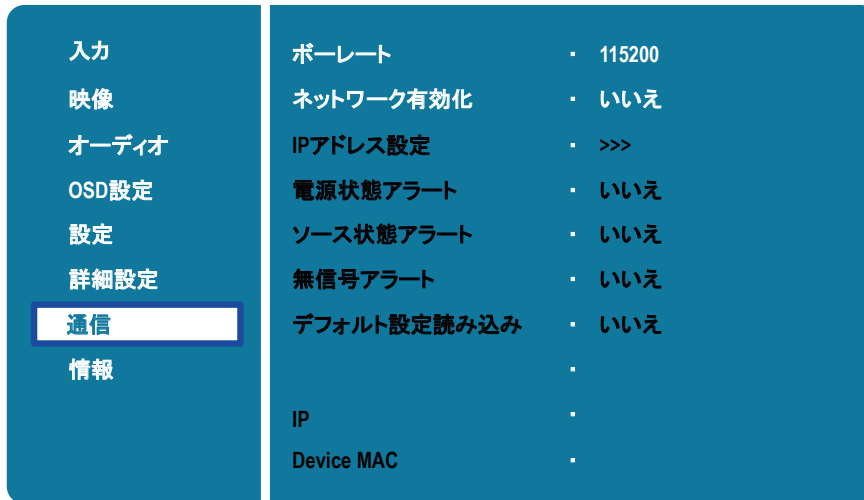 入力
映像
オーディオ
OSD設定
設定
詳細設定
通信
情報
ボーレート ・ 115200
ネットワーク有効化 ・ いいえ
IPアドレス設定 ・ >>>
電源状態アラート ・ いいえ
ソース状態アラート ・ いいえ
無信号アラート ・ いいえ
デフォルト設定読み込み ・ いいえ
・
IP ・
Device MAC ・